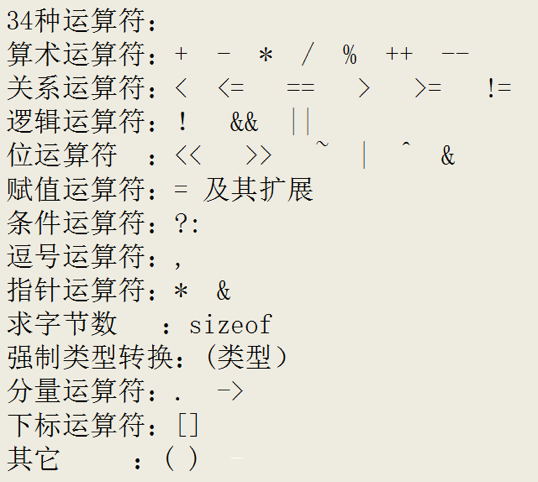 34种运算符：
算术运算符：+ - * / % ++ --
关系运算符：< <= == > >= !=
逻辑运算符：! && ||
位运算符 ：<< >> ~ | ^ &
赋值运算符：= 及其扩展
条件运算符：?:
逗号运算符：,
指针运算符：* &
求字节数 ：sizeof
强制类型转换：(类型）
分量运算符：. ->
下标运算符：[]
其它 ：( ) -